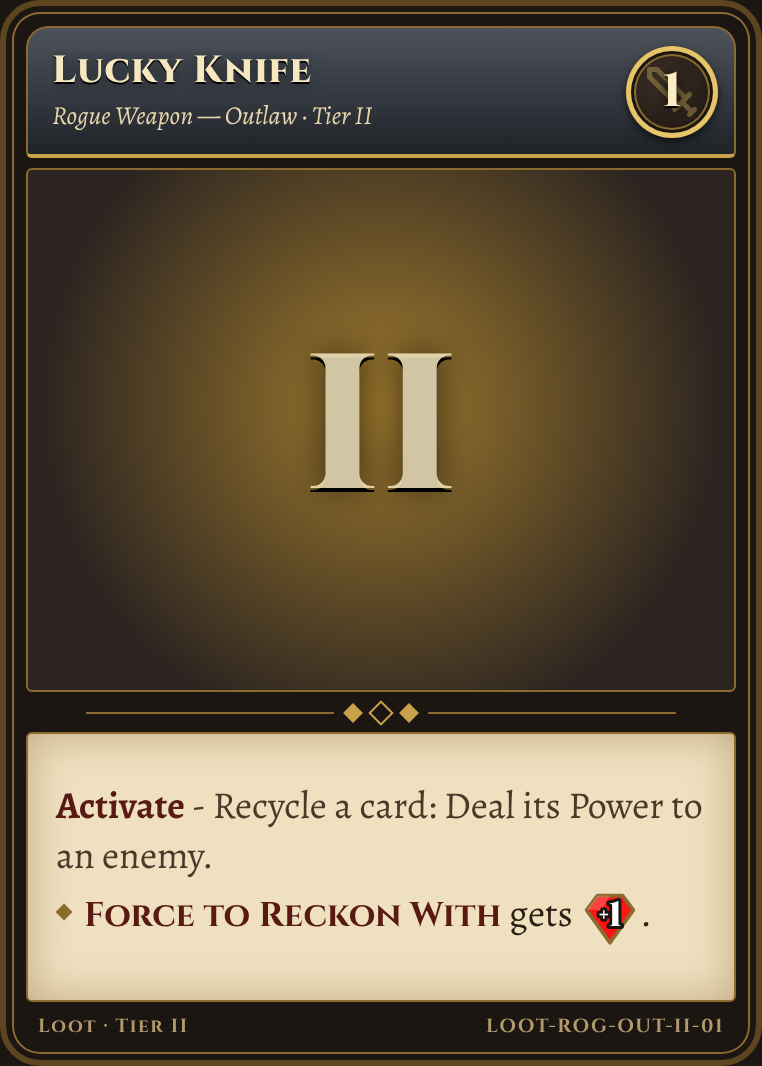 Lucky Knife
1
Rogue Weapon — Outlaw · Tier II
II
Activate - Recycle a card: Deal its Power to
an enemy.
Force to Reckon With gets +1 .
Loot · Tier II
LOOT-ROG-OUT-II-01